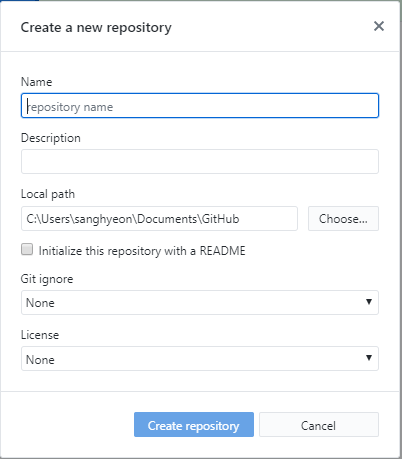 Create a new repository
Name
repository name
Description
Local path
C:\Users\sanghyeon\Documents\GitHub
Choose...
Initialize this repository with a README
Git ignore
None
License
None
Create repository
Cancel